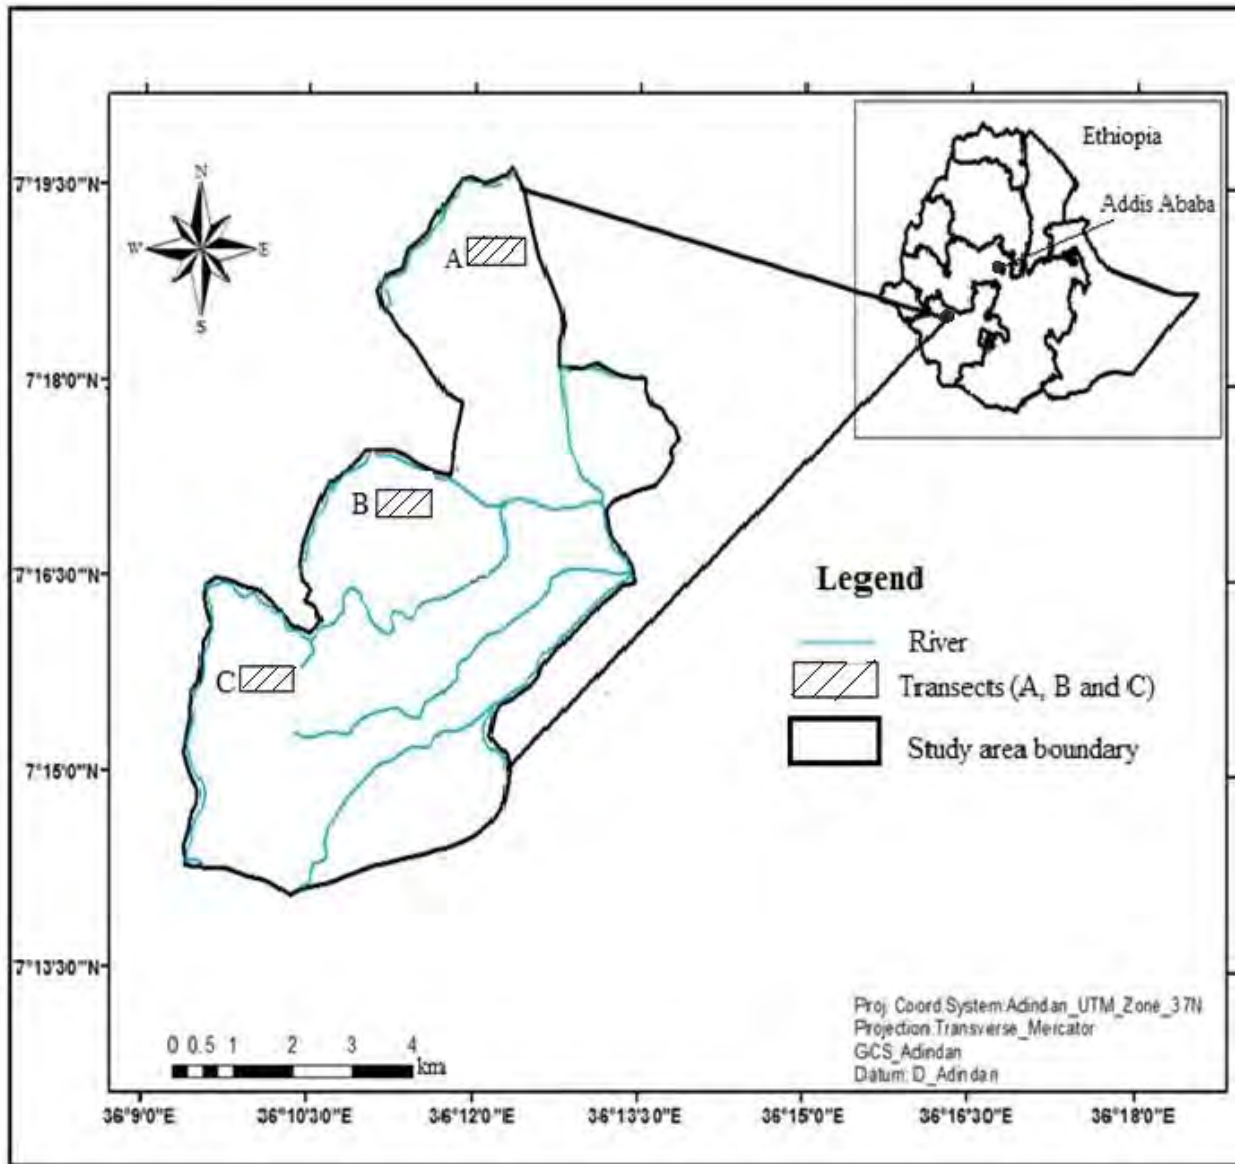 Ethiopia
Addis Ababa
N
W E
S
7°19'30"N
7°18'0"N
7°16'30"N
7°15'0"N
7°13'30"N
A
B
C
Legend
River
Transects (A, B and C)
Study area boundary
Proj. Coord.System:Adindan_UTM_Zone_37N
Projection:Transverse_Mercator
GCS_Adindan
Datum: D_Adindan
0 0.5 1 2 3 4
km
36°9'0"E 36°10'30"E 36°12'0"E 36°13'30"E 36°15'0"E 36°16'30"E 36°18'0"E